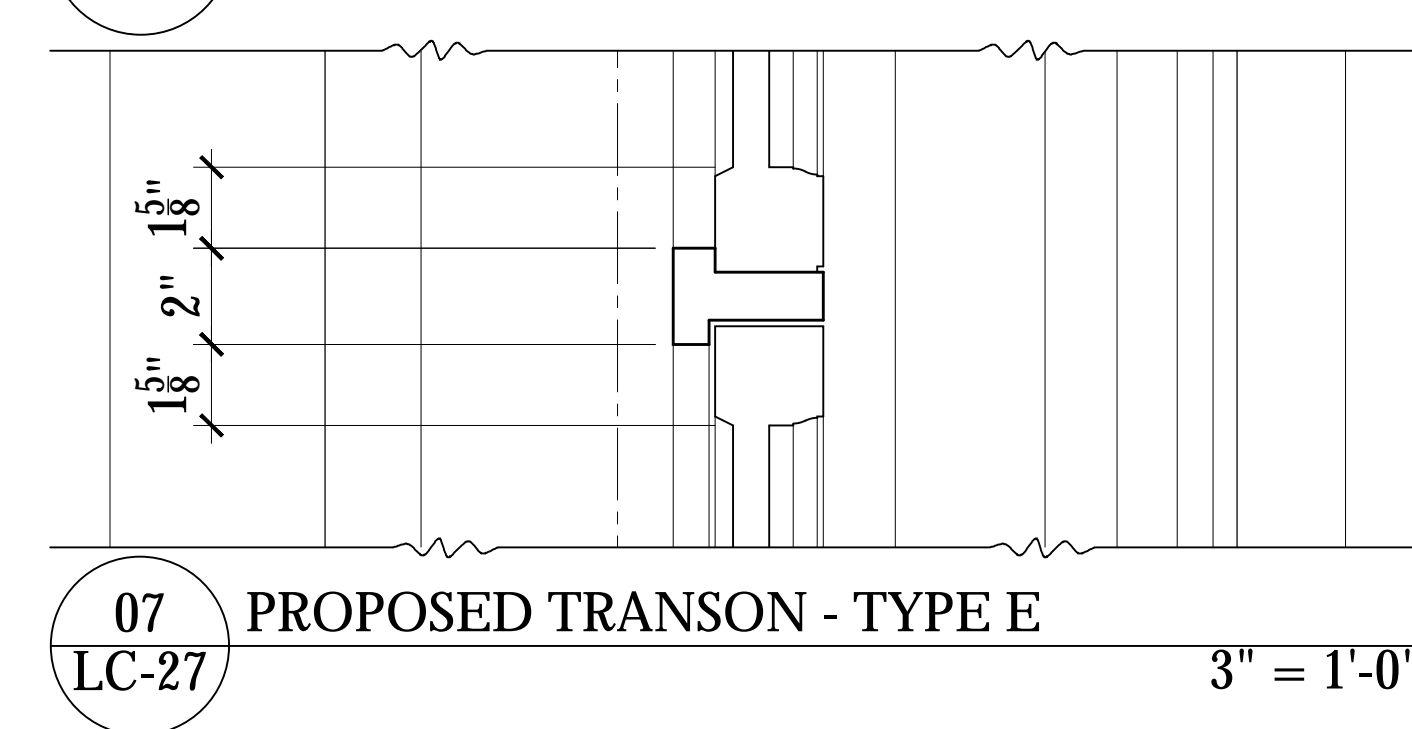 1 5/8"
2"
1 5/8"
07
PROPOSED TRANSON - TYPE E
LC-27
3" = 1'-0'